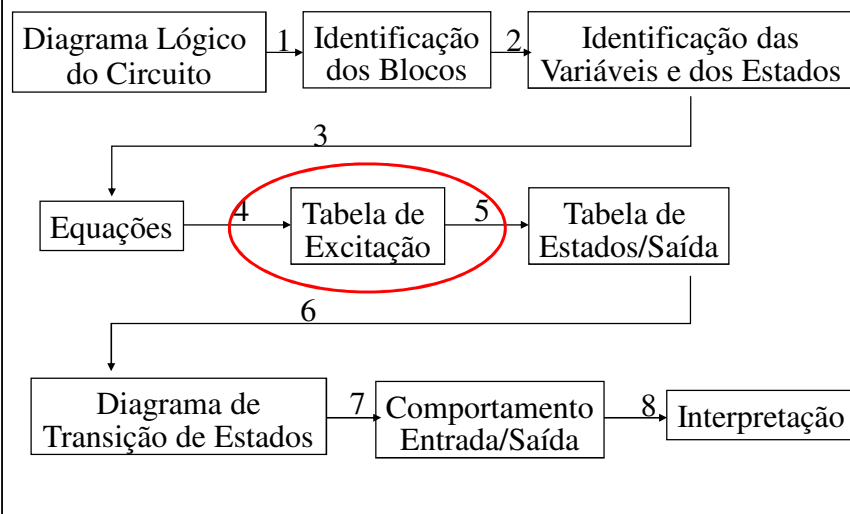 Diagrama Lógico
do Circuito
1
Identificação
dos Blocos
2
Identificação das
Variáveis e dos Estados
3
Equações
4
Tabela de
Excitação
5
Tabela de
Estados/Saída
6
Diagrama de
Transição de Estados
7
Comportamento
Entrada/Saída
8
Interpretação